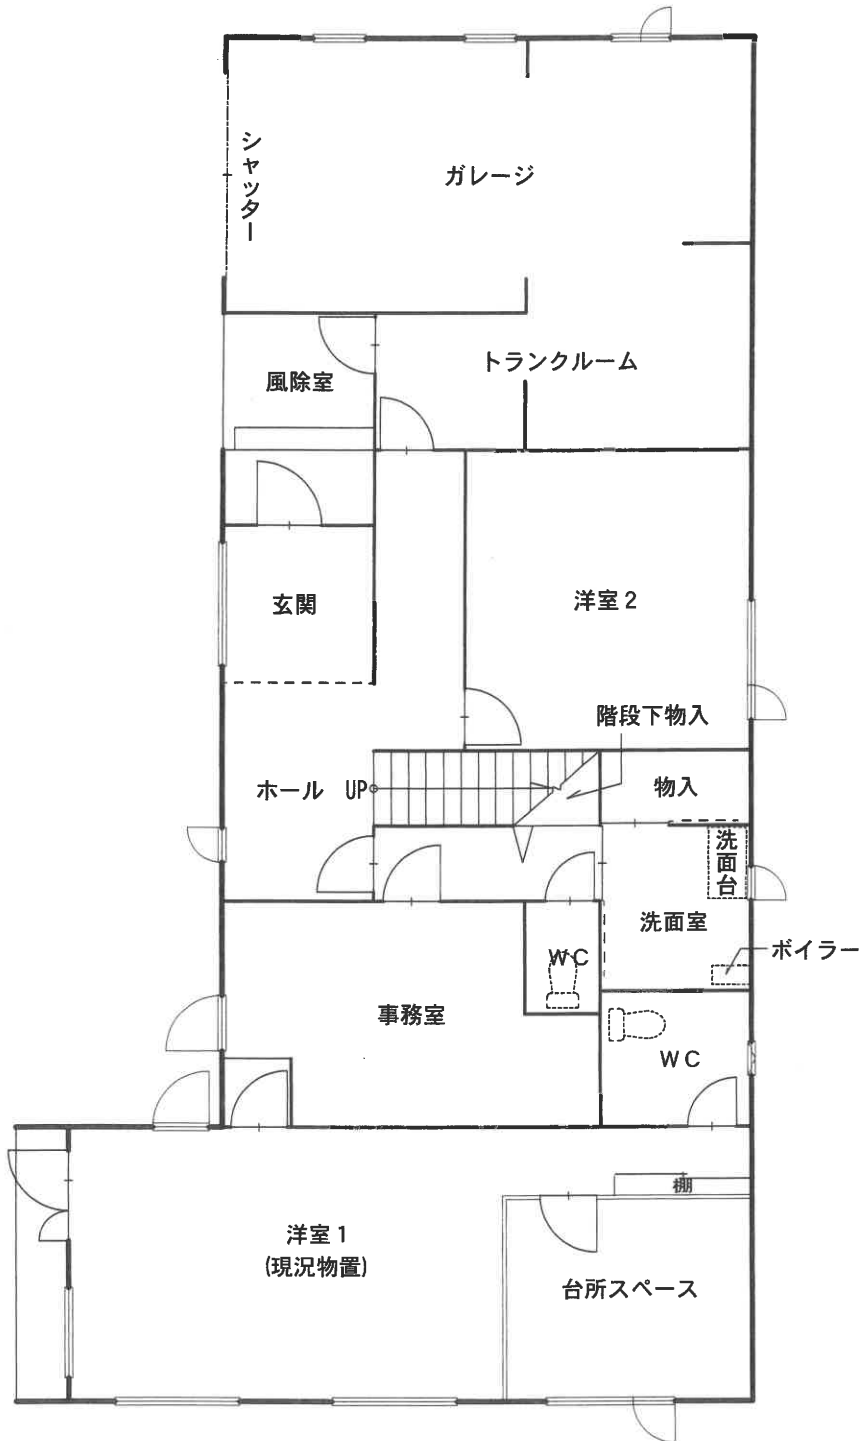 シャッター
ガレージ
トランクルーム
風除室
玄関
洋室2
階段下物入
ホール UP
物入
洗面台
洗面室
ボイラー
WC
事務室
WC
棚
洋室1
(現況物置)
台所スペース